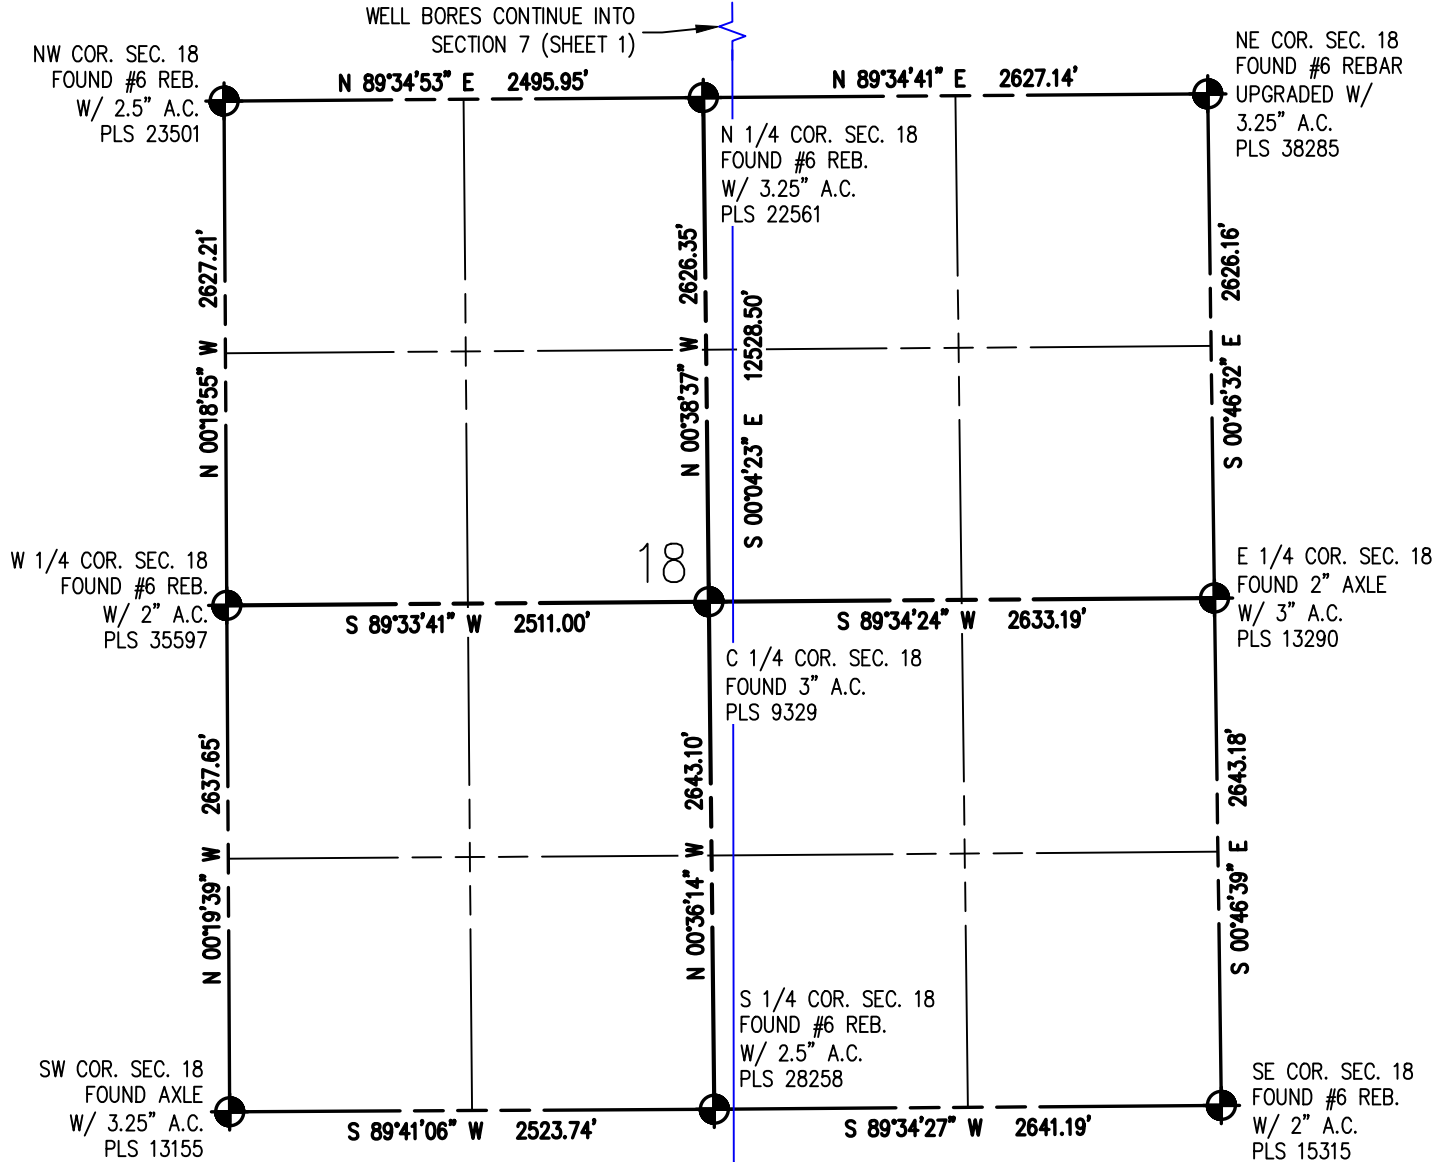 WELL BORES CONTINUE INTO
SECTION 7 (SHEET 1)
NW COR. SEC. 18
FOUND #6 REB.
W/ 2.5" A.C.
PLS 23501
N 89°34'53" E 2495.95'
N 89°34'41" E 2627.14'
NE COR. SEC. 18
FOUND #6 REBAR
UPGRADED W/
3.25" A.C.
PLS 38285
N 1/4 COR. SEC. 18
FOUND #6 REB.
W/ 3.25" A.C.
PLS 22561
N 00°18'55" W 2627.21'
N 00°38'37" W 2626.35'
S 00°04'23" E 12528.50'
S 00°46'32" E 2626.16'
18
W 1/4 COR. SEC. 18
FOUND #6 REB.
W/ 2" A.C.
PLS 35597
S 89°33'41" W 2511.00'
S 89°34'24" W 2633.19'
E 1/4 COR. SEC. 18
FOUND 2" AXLE
W/ 3" A.C.
PLS 13290
C 1/4 COR. SEC. 18
FOUND 3" A.C.
PLS 9329
N 00°19'39" W 2637.65'
N 00°36'14" W 2643.10'
S 00°46'39" E 2643.18'
S 1/4 COR. SEC. 18
FOUND #6 REB.
W/ 2.5" A.C.
PLS 28258
SW COR. SEC. 18
FOUND AXLE
W/ 3.25" A.C.
PLS 13155
S 89°41'06" W 2523.74'
S 89°34'27" W 2641.19'
SE COR. SEC. 18
FOUND #6 REB.
W/ 2" A.C.
PLS 15315